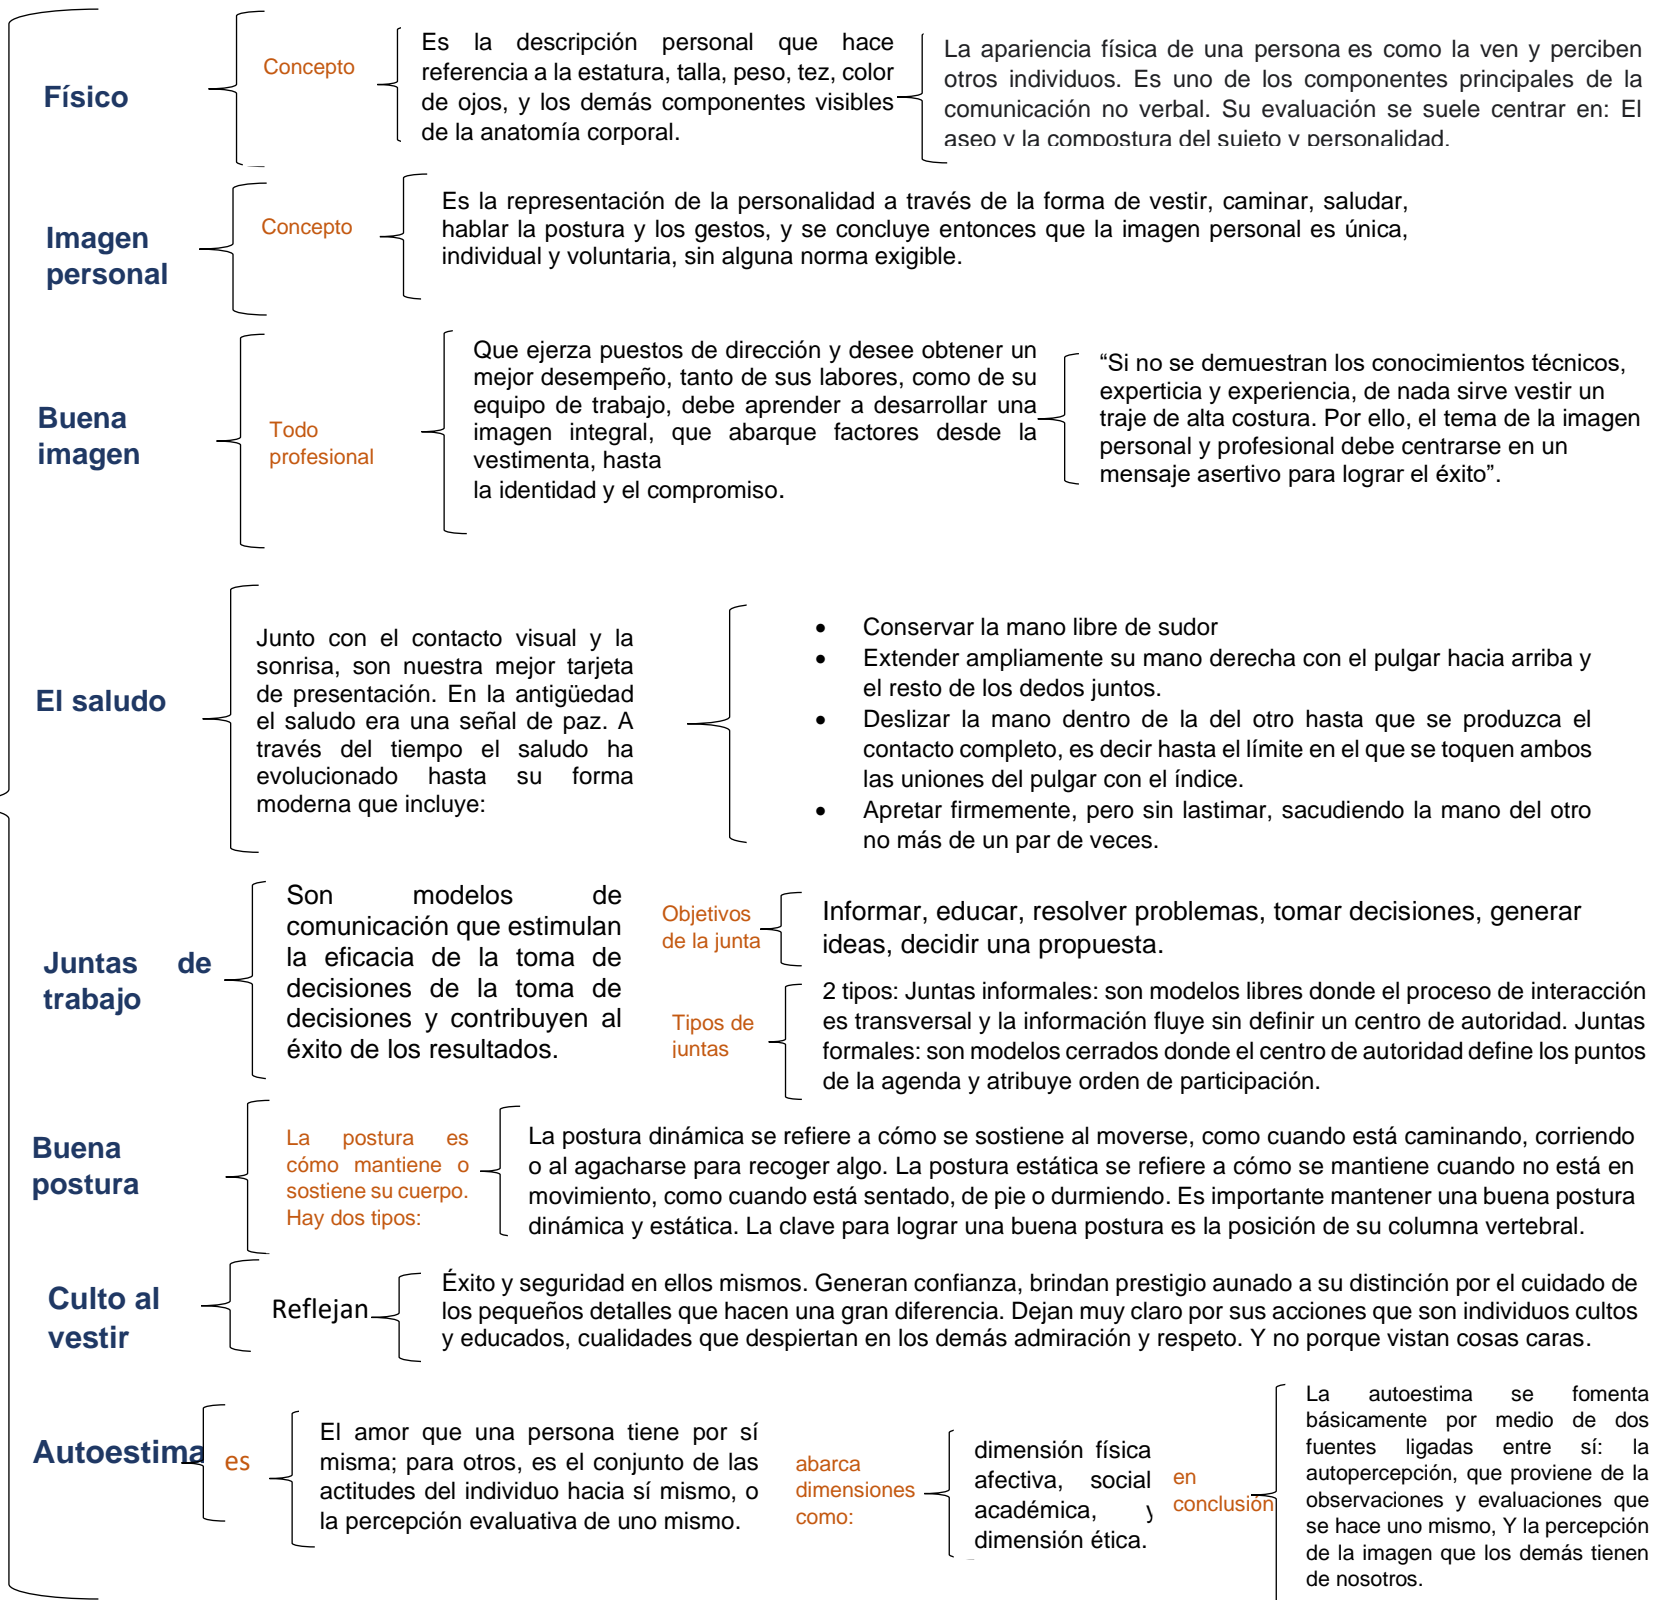 Físico
Concepto
Es la descripción personal que hace
referencia a la estatura, talla, peso, tez, color
de ojos, y los demás componentes visibles
de la anatomía corporal.
La apariencia física de una persona es como la ven y perciben
otros individuos. Es uno de los componentes principales de la
comunicación no verbal. Su evaluación se suele centrar en: El
aseo y la compostura del sujeto y personalidad.
Imagen
personal
Concepto
Es la representación de la personalidad a través de la forma de vestir, caminar, saludar,
hablar la postura y los gestos, y se concluye entonces que la imagen personal es única,
individual y voluntaria, sin alguna norma exigible.
Buena
imagen
Todo
profesional
Que ejerza puestos de dirección y desee obtener un
mejor desempeño, tanto de sus labores, como de su
equipo de trabajo, debe aprender a desarrollar una
imagen integral, que abarque factores desde la
vestimenta, hasta
la identidad y el compromiso.
“Si no se demuestran los conocimientos técnicos,
experticia y experiencia, de nada sirve vestir un
traje de alta costura. Por ello, el tema de la imagen
personal y profesional debe centrarse en un
mensaje asertivo para lograr el éxito”.
El saludo
Junto con el contacto visual y la
sonrisa, son nuestra mejor tarjeta
de presentación. En la antigüedad
el saludo era una señal de paz. A
través del tiempo el saludo ha
evolucionado hasta su forma
moderna que incluye:
• Conservar la mano libre de sudor
• Extender ampliamente su mano derecha con el pulgar hacia arriba y
el resto de los dedos juntos.
• Deslizar la mano dentro de la del otro hasta que se produzca el
contacto completo, es decir hasta el límite en el que se toquen ambos
las uniones del pulgar con el índice.
• Apretar firmemente, pero sin lastimar, sacudiendo la mano del otro
no más de un par de veces.
Juntas de
trabajo
Son modelos de
comunicación que estimulan
la eficacia de la toma de
decisiones de la toma de
decisiones y contribuyen al
éxito de los resultados.
Objetivos
de la junta
Informar, educar, resolver problemas, tomar decisiones, generar
ideas, decidir una propuesta.
Tipos de
juntas
2 tipos: Juntas informales: son modelos libres donde el proceso de interacción
es transversal y la información fluye sin definir un centro de autoridad. Juntas
formales: son modelos cerrados donde el centro de autoridad define los puntos
de la agenda y atribuye orden de participación.
Buena
postura
La postura es
cómo mantiene o
sostiene su cuerpo.
Hay dos tipos:
La postura dinámica se refiere a cómo se sostiene al moverse, como cuando está caminando, corriendo
o al agacharse para recoger algo. La postura estática se refiere a cómo se mantiene cuando no está en
movimiento, como cuando está sentado, de pie o durmiendo. Es importante mantener una buena postura
dinámica y estática. La clave para lograr una buena postura es la posición de su columna vertebral.
Culto al
vestir
Reflejan
Éxito y seguridad en ellos mismos. Generan confianza, brindan prestigio aunado a su distinción por el cuidado de
los pequeños detalles que hacen una gran diferencia. Dejan muy claro por sus acciones que son individuos cultos
y educados, cualidades que despiertan en los demás admiración y respeto. Y no porque vistan cosas caras.
Autoestima
es
El amor que una persona tiene por sí
misma; para otros, es el conjunto de las
actitudes del individuo hacia sí mismo, o
la percepción evaluativa de uno mismo.
abarca
dimensiones
como:
dimensión física
afectiva, social
académica, y
dimensión ética.
en
conclusión
La autoestima se fomenta
básicamente por medio de dos
fuentes ligadas entre sí: la
autopercepción, que proviene de la
observaciones y evaluaciones que
se hace uno mismo, Y la percepción
de la imagen que los demás tienen
de nosotros.